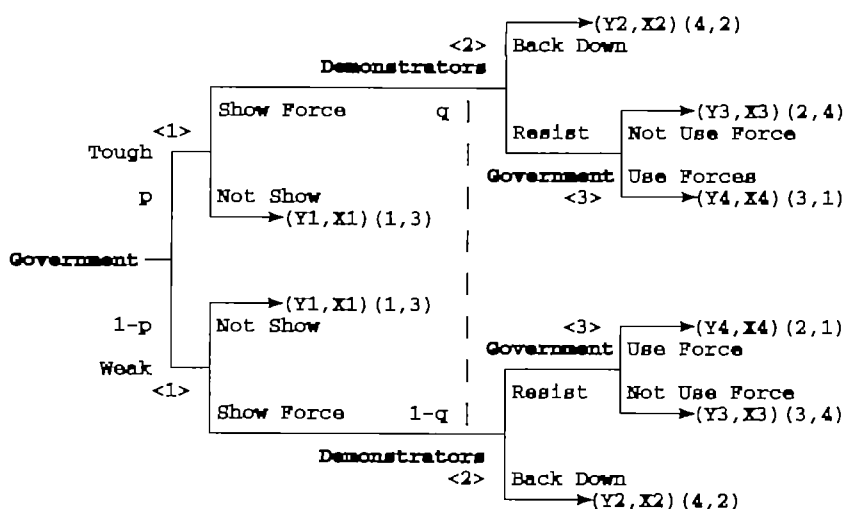 (Y2,X2)(4,2)
<2> Back Down
Demonstrators
(Y3,X3)(2,4)
<1> Show Force q Resist Not Use Force
Tough
Government Use Forces
p Not Show <3> (Y4,X4)(3,1)
(Y1,X1)(1,3)
Government
(Y1,X1)(1,3)
1-p Not Show <3> (Y4,X4)(2,1)
Government Use Force
Weak
<1> Resist Not Use Force
Show Force 1-q (Y3,X3)(3,4)
Demonstrators
<2> Back Down
(Y2,X2)(4,2)